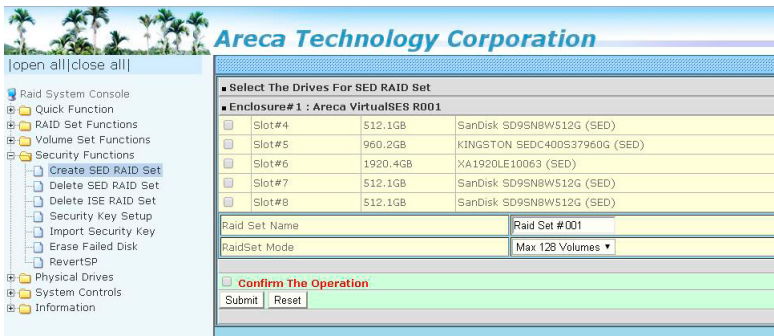 Areca Technology Corporation
|open all|close all|
Raid System Console
Quick Function
RAID Set Functions
Volume Set Functions
Security Functions
Create SED RAID Set
Delete SED RAID Set
Delete ISE RAID Set
Security Key Setup
Import Security Key
Erase Failed Disk
RevertSP
Physical Drives
System Controls
Information
Select The Drives For SED RAID Set
Enclosure#1 : Areca VirtualSES R001
Slot#4 512.1GB SanDisk SD9SN8W512G (SED)
Slot#5 960.2GB KINGSTON SEDC400S37960G (SED)
Slot#6 1920.4GB XA1920LE10063 (SED)
Slot#7 512.1GB SanDisk SD9SN8W512G (SED)
Slot#8 512.1GB SanDisk SD9SN8W512G (SED)
Raid Set Name Raid Set #001
RaidSet Mode Max 128 Volumes
Confirm The Operation
Submit Reset